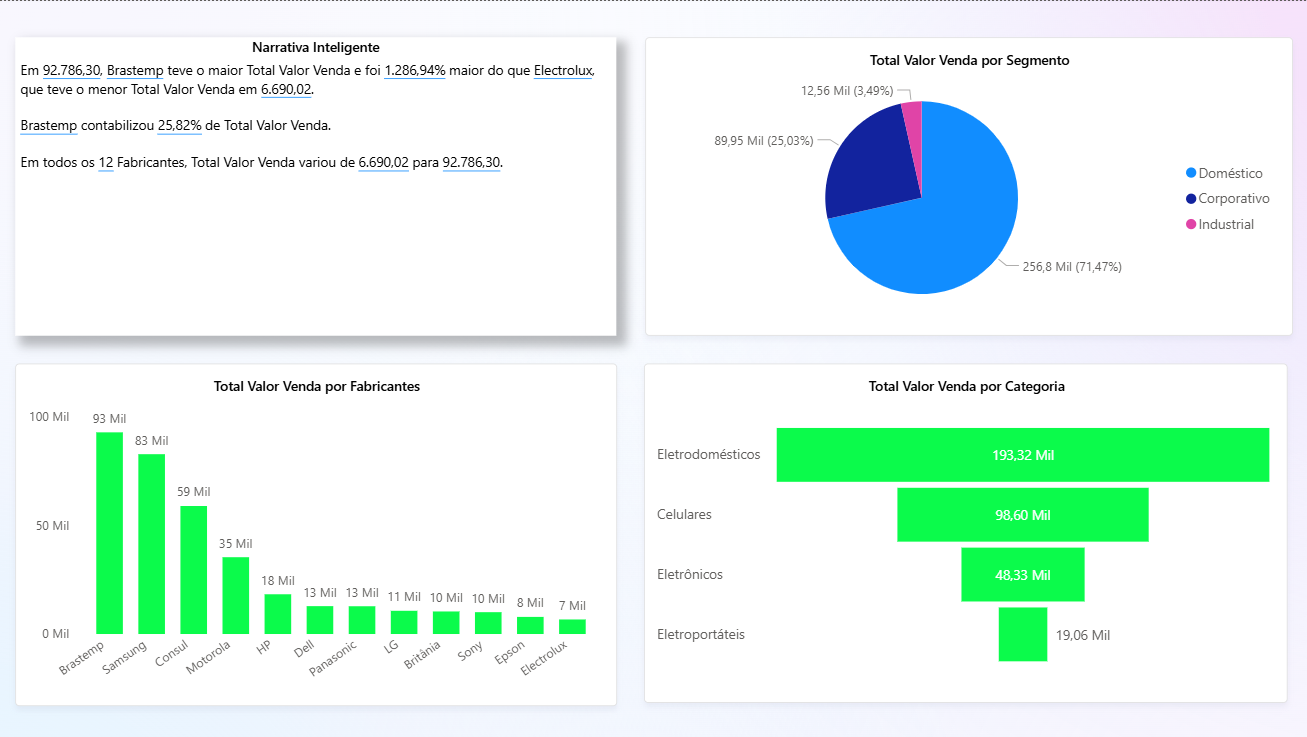 Narrativa Inteligente
Em 92.786,30, Brastemp teve o maior Total Valor Venda e foi 1.286,94% maior do que Electrolux,
que teve o menor Total Valor Venda em 6.690,02.
Brastemp contabilizou 25,82% de Total Valor Venda.
Em todos os 12 Fabricantes, Total Valor Venda variou de 6.690,02 para 92.786,30.
Total Valor Venda por Segmento
12,56 Mil (3,49%)
89,95 Mil (25,03%)
256,8 Mil (71,47%)
Doméstico
Corporativo
Industrial
Total Valor Venda por Fabricantes
100 Mil
50 Mil
0 Mil
93 Mil
83 Mil
59 Mil
35 Mil
18 Mil
13 Mil
13 Mil
11 Mil
10 Mil
10 Mil
8 Mil
7 Mil
Brastemp
Samsung
Consul
Motorola
HP
Dell
Panasonic
LG
Britânia
Sony
Epson
Electrolux
Total Valor Venda por Categoria
Eletrodomésticos 193,32 Mil
Celulares 98,60 Mil
Eletrônicos 48,33 Mil
Eletroportáteis 19,06 Mil